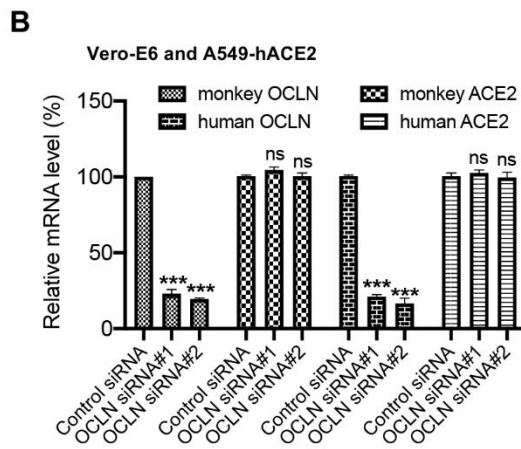 B
Vero-E6 and A549-hACE2
monkey OCLN
monkey ACE2
human OCLN
human ACE2
Relative mRNA level (%)
150
100
50
0
ns
ns
ns
ns
***
***
***
***
Control siRNA
OCLN siRNA#1
OCLN siRNA#2
Control siRNA
OCLN siRNA#1
OCLN siRNA#2
Control siRNA
OCLN siRNA#1
OCLN siRNA#2
Control siRNA
OCLN siRNA#1
OCLN siRNA#2